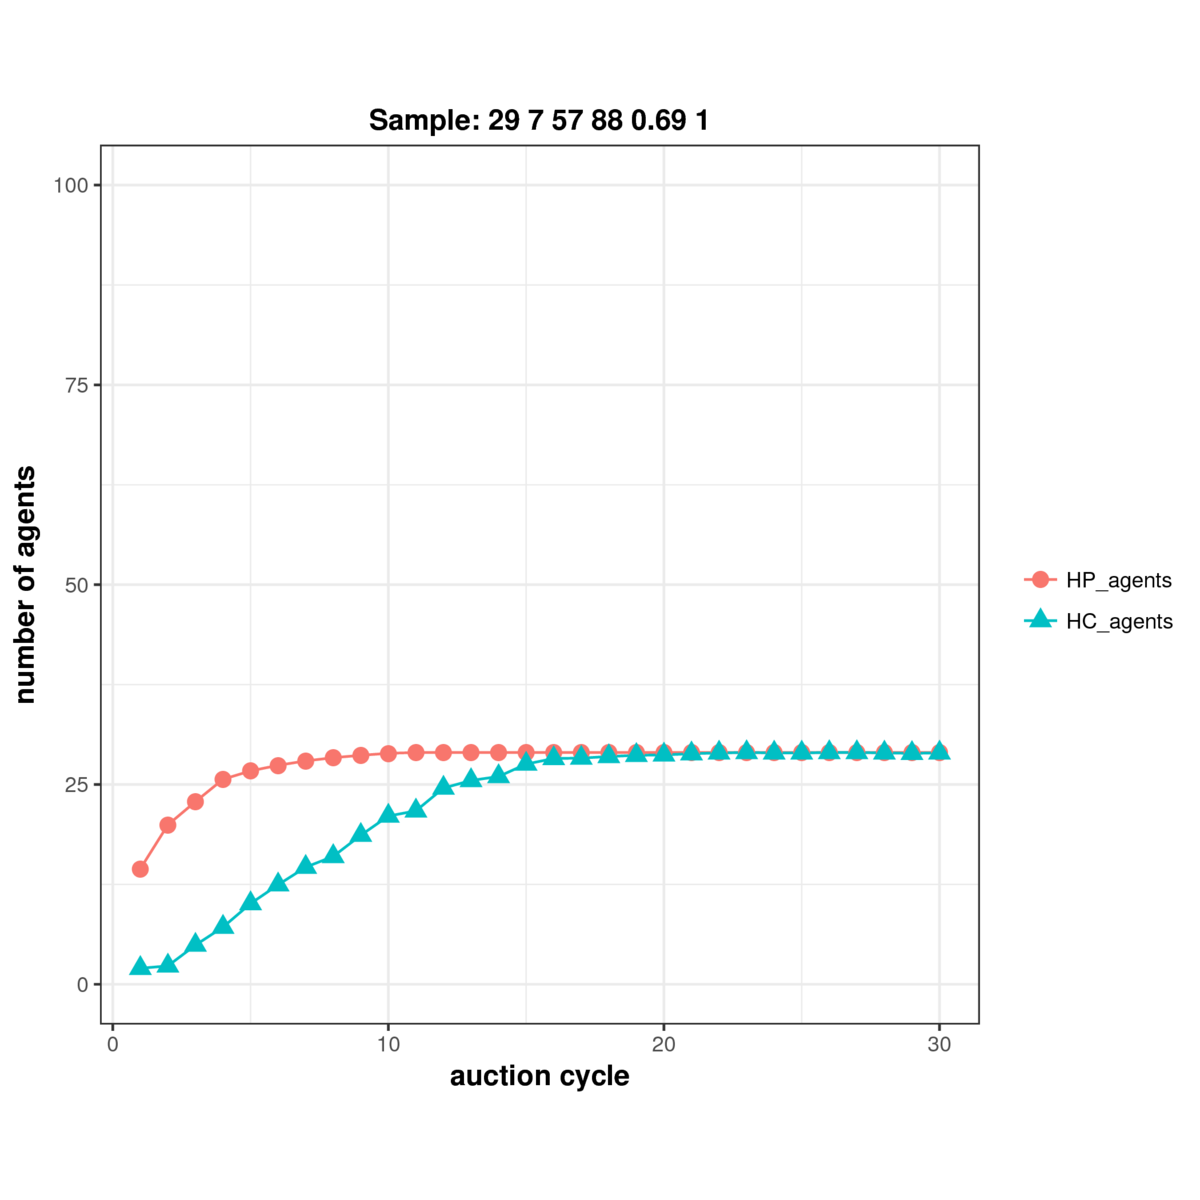 Sample: 29 7 57 88 0.69 1
100
75
50
25
0
number of agents
0 10 20 30
auction cycle
HP_agents
HC_agents